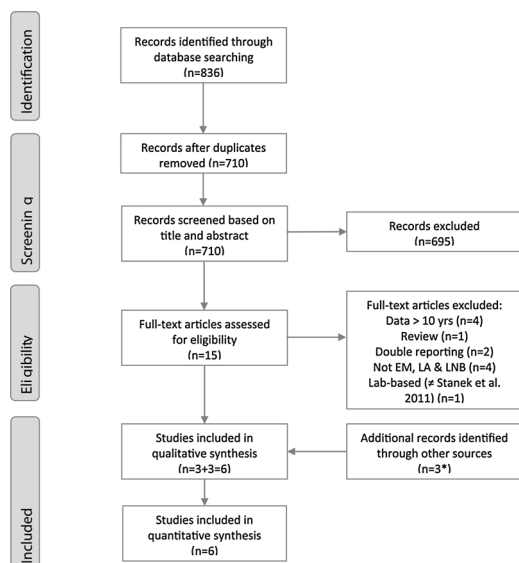 Identification
Records identified through
database searching
(n=836)
Screening
Records after duplicates
removed (n=710)
Records screened based on
title and abstract
(n=710)
Records excluded
(n=695)
Eligibility
Full-text articles assessed
for eligibility
(n=15)
Full-text articles excluded:
Data > 10 yrs (n=4)
Review (n=1)
Double reporting (n=2)
Not EM, LA & LNB (n=4)
Lab-based (≠ Stanek et al.
2011) (n=1)
Included
Studies included in
qualitative synthesis
(n=3+3=6)
Additional records identified
through other sources
(n=3*)
Studies included in
quantitative synthesis
(n=6)